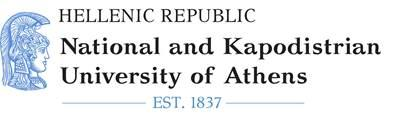 HELLENIC REPUBLIC
National and Kapodistrian
University of Athens
EST. 1837